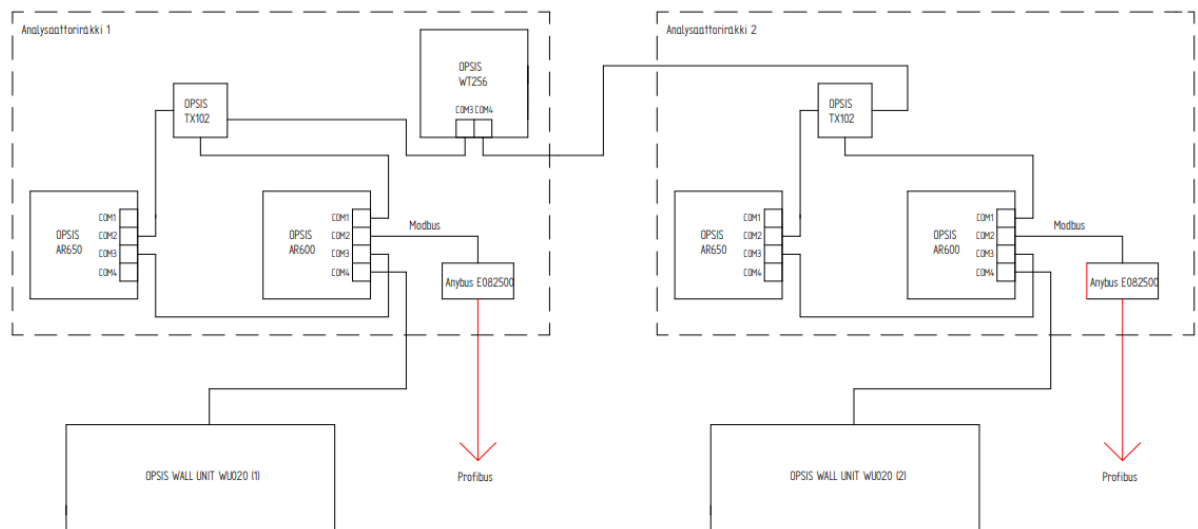 Analysaattoriräkki 1
OPSIS
WT256
COM3 COM4
OPSIS
TX102
OPSIS
AR650
COM1
COM2
COM3
COM4
OPSIS
AR600
COM1
COM2
COM3
COM4
Modbus
Anybus E082500
OPSIS WALL UNIT WU020 (1)
Profibus
Analysaattoriräkki 2
OPSIS
TX102
OPSIS
AR650
COM1
COM2
COM3
COM4
OPSIS
AR600
COM1
COM2
COM3
COM4
Modbus
Anybus E082500
OPSIS WALL UNIT WU020 (2)
Profibus